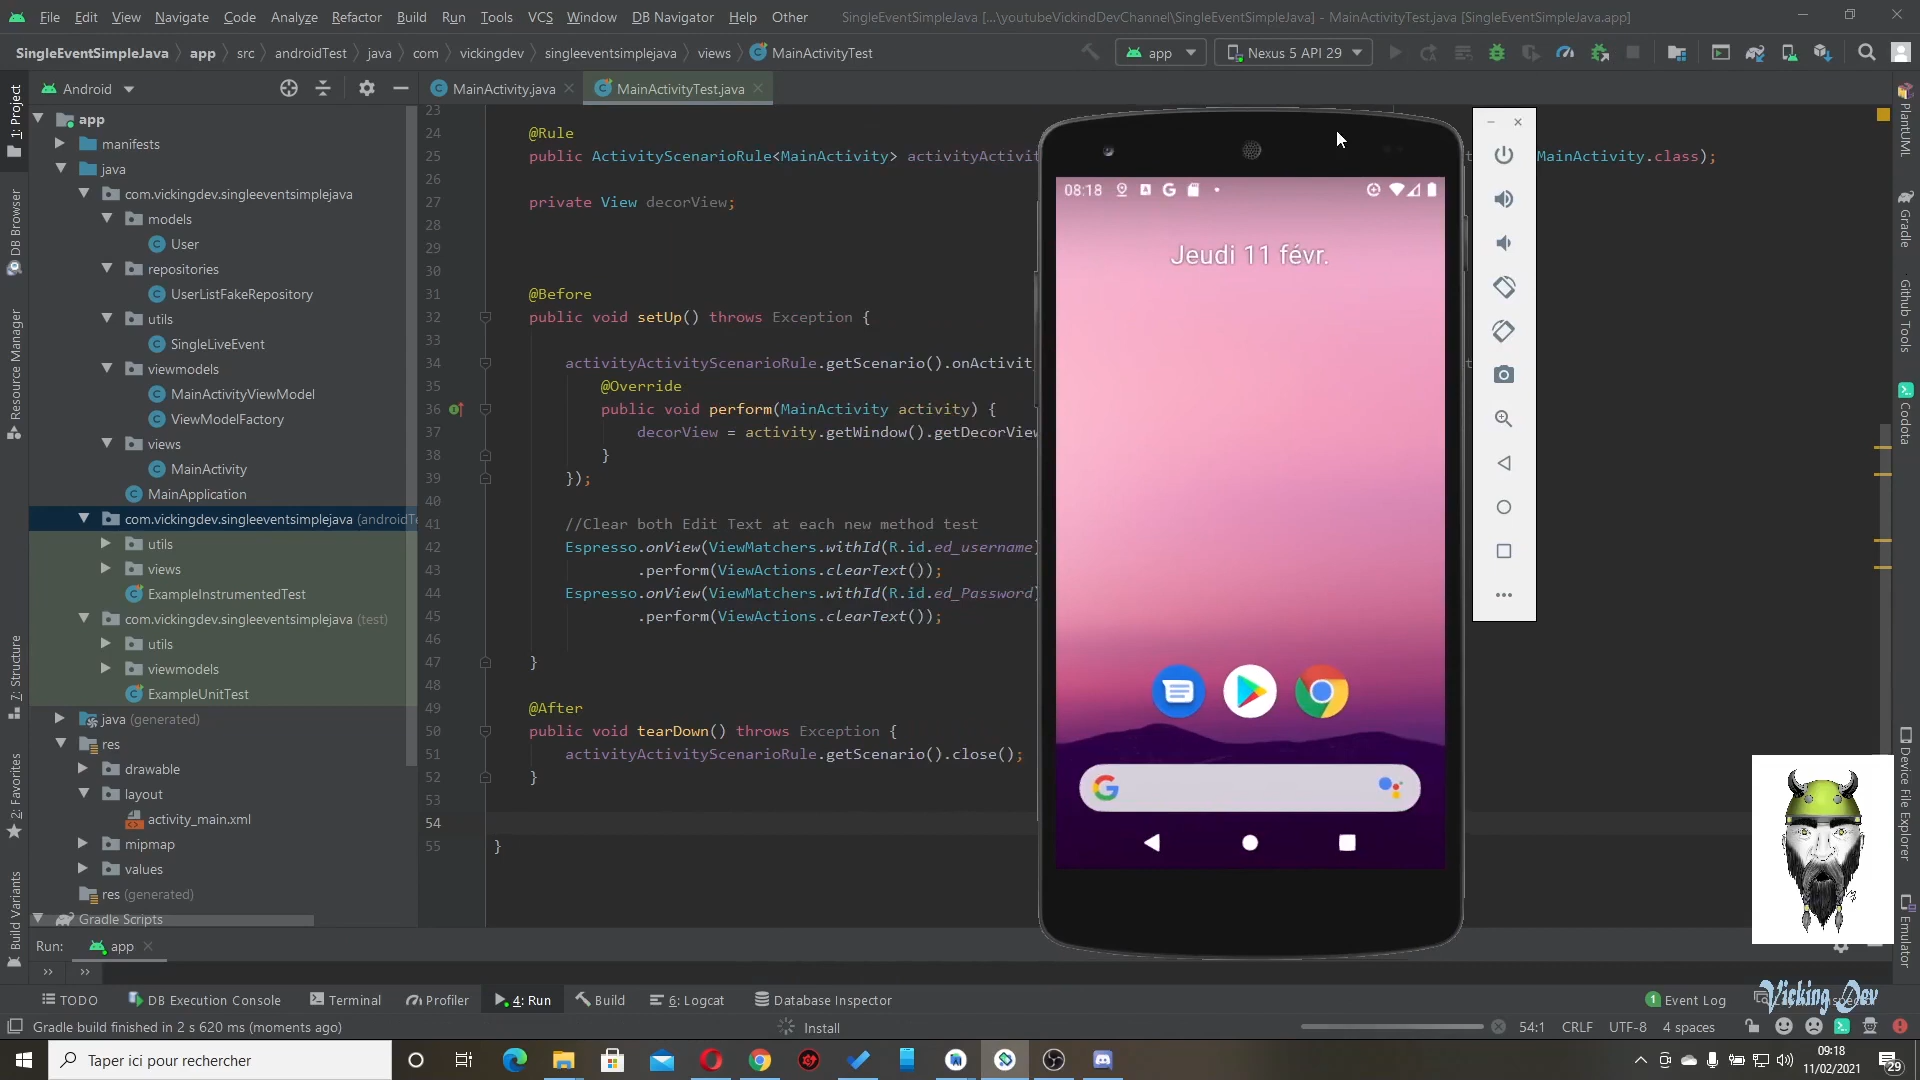 File Edit View Navigate Code Analyze Refactor Build Run Tools VCS Window DB Navigator Help Other SingleEventSimpleJava [...\youtubeVickindDevChannel\SingleEventSimpleJava] - MainActivityTest.java [SingleEventSimpleJava.app]
SingleEventSimpleJava app src androidTest java com vickingdev singleeventsimplejava views MainActivityTest app Nexus 5 API 29
Android MainActivity.java MainActivityTest.java
app
manifests
java
com.vickingdev.singleeventsimplejava
models
User
repositories
UserListFakeRepository
utils
SingleLiveEvent
viewmodels
MainActivityViewModel
ViewModelFactory
views
MainActivity
MainApplication
com.vickingdev.singleeventsimplejava (androidTe
utils
views
ExampleInstrumentedTest
com.vickingdev.singleeventsimplejava (test)
utils
viewmodels
ExampleUnitTest
java (generated)
res
drawable
layout
activity_main.xml
mipmap
values
res (generated)
Gradle Scripts
1: Project
DB Browser
Resource Manager
7: Structure
2: Favorites
Build Variants
23
24 @Rule
25 public ActivityScenarioRule<MainActivity> activityActivit MainActivity.class);
26
27 private View decorView;
28
29
30
31 @Before
32 public void setUp() throws Exception {
33
34 activityActivityScenarioRule.getScenario().onActivit
35 @Override
36 public void perform(MainActivity activity) {
37 decorView = activity.getWindow().getDecorView
38 }
39 });
40
41 //Clear both Edit Text at each new method test
42 Espresso.onView(ViewMatchers.withId(R.id.ed_username)
43 .perform(ViewActions.clearText());
44 Espresso.onView(ViewMatchers.withId(R.id.ed_Password)
45 .perform(ViewActions.clearText());
46
47 }
48
49 @After
50 public void tearDown() throws Exception {
51 activityActivityScenarioRule.getScenario().close();
52 }
53
54
55 }
08:18
Jeudi 11 févr.
PlantUML
Gradle
Github Tools
Codota
Device File Explorer
Emulator
Run: app
TODO DB Execution Console Terminal Profiler 4: Run Build 6: Logcat Database Inspector 1 Event Log
Vicking Dev
Gradle build finished in 2 s 620 ms (moments ago) Install 54:1 CRLF UTF-8 4 spaces
Taper ici pour rechercher
09:18
11/02/2021
29